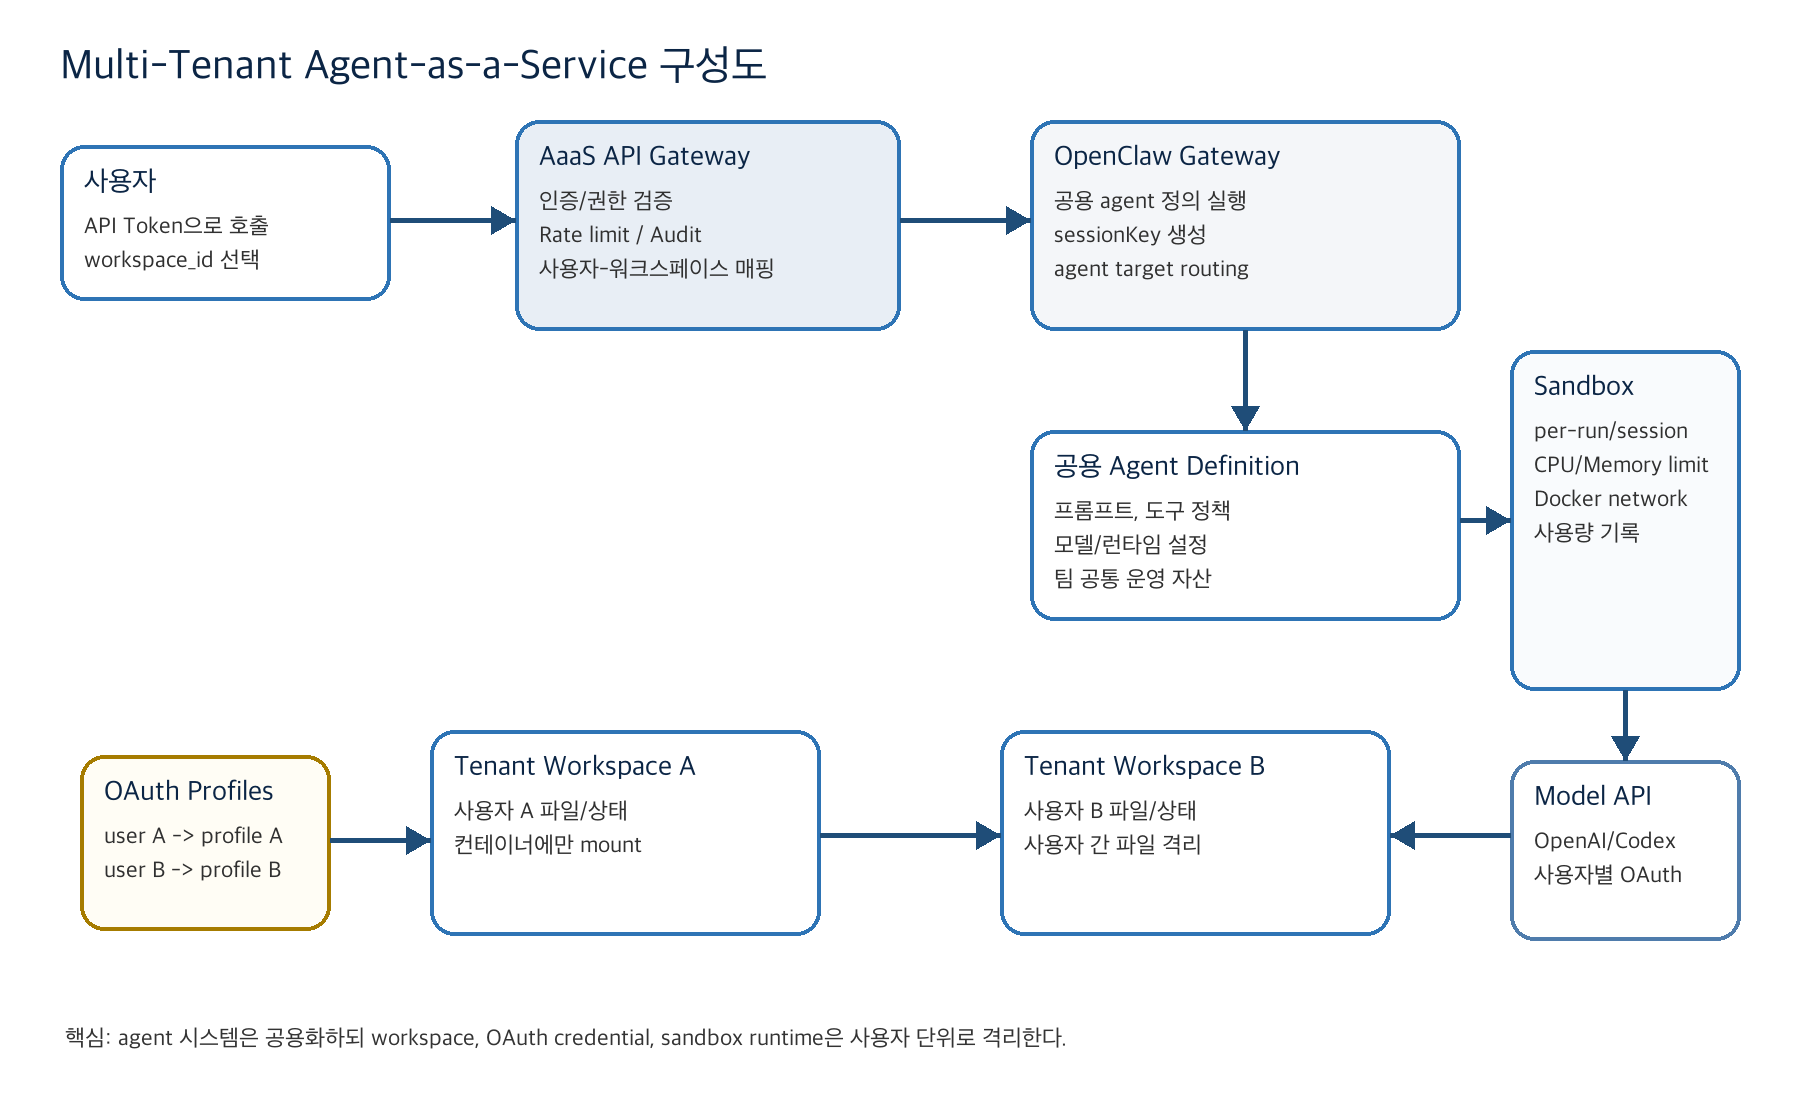 Multi-Tenant Agent-as-a-Service 구성도
사용자
API Token으로 호출
workspace_id 선택
AaaS API Gateway
인증/권한 검증
Rate limit / Audit
사용자-워크스페이스 매핑
OpenClaw Gateway
공용 agent 정의 실행
sessionKey 생성
agent target routing
공용 Agent Definition
프롬프트, 도구 정책
모델/런타임 설정
팀 공통 운영 자산
Sandbox
per-run/session
CPU/Memory limit
Docker network
사용량 기록
OAuth Profiles
user A -> profile A
user B -> profile B
Tenant Workspace A
사용자 A 파일/상태
컨테이너에만 mount
Tenant Workspace B
사용자 B 파일/상태
사용자 간 파일 격리
Model API
OpenAI/Codex
사용자별 OAuth
핵심: agent 시스템은 공용화하되 workspace, OAuth credential, sandbox runtime은 사용자 단위로 격리한다.